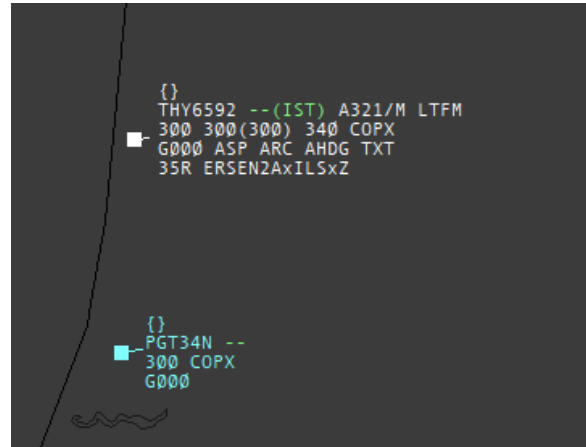 {}
THY6592 --(IST) A321/M LTFM
300 300(300) 340 COPX
G000 ASP ARC AHDG TXT
35R ERSEN2AxILSxZ
{}
PGT34N --
300 COPX
G000